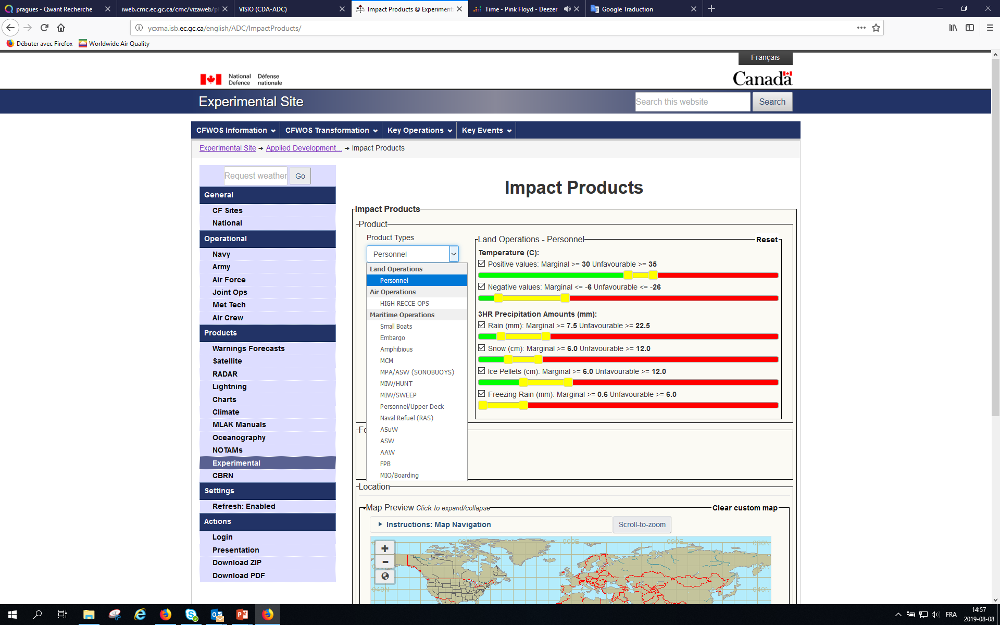 pragues - Qwant Recherche
iweb.cmc.ec.gc.ca/cmc/vizaweb/p
VISIO (CDA-ADC)
Impact Products @ Experiment
Time - Pink Floyd - Deezer
Google Traduction
ycxma.isb.ec.gc.ca/english/ADC/ImpactProducts/
Débuter avec Firefox
Worldwide Air Quality
Français
National Defence
Défense nationale
Canada
Experimental Site
Search this website
Search
CFWOS Information
CFWOS Transformation
Key Operations
Key Events
Experimental Site → Applied Development... → Impact Products
Request weather
Go
General
CF Sites
National
Operational
Navy
Army
Air Force
Joint Ops
Met Tech
Air Crew
Products
Warnings Forecasts
Satellite
RADAR
Lightning
Charts
Climate
MLAK Manuals
Oceanography
NOTAMs
Experimental
CBRN
Settings
Refresh: Enabled
Actions
Login
Presentation
Download ZIP
Download PDF
Impact Products
Impact Products
Product
Product Types
Personnel
Land Operations
Personnel
Air Operations
HIGH RECCE OPS
Maritime Operations
Small Boats
Embargo
Amphibious
MCM
MPA/ASW (SONOBUOYS)
MIW/HUNT
MIW/SWEEP
Personnel/Upper Deck
Naval Refuel (RAS)
ASuW
ASW
AAW
FPB
MIO/Boarding
Land Operations - Personnel
Reset
Temperature (C):
Positive values: Marginal >= 30 Unfavourable >= 35
Negative values: Marginal <= -6 Unfavourable <= -26
3HR Precipitation Amounts (mm):
Rain (mm): Marginal >= 7.5 Unfavourable >= 22.5
Snow (cm): Marginal >= 6.0 Unfavourable >= 12.0
Ice Pellets (cm): Marginal >= 6.0 Unfavourable >= 12.0
Freezing Rain (mm): Marginal >= 0.6 Unfavourable >= 6.0
Location
Map Preview Click to expand/collapse
Clear custom map
Instructions: Map Navigation
Scroll-to-zoom
000E
090E
080N
040N
040N
FRA
14:57
2019-08-08